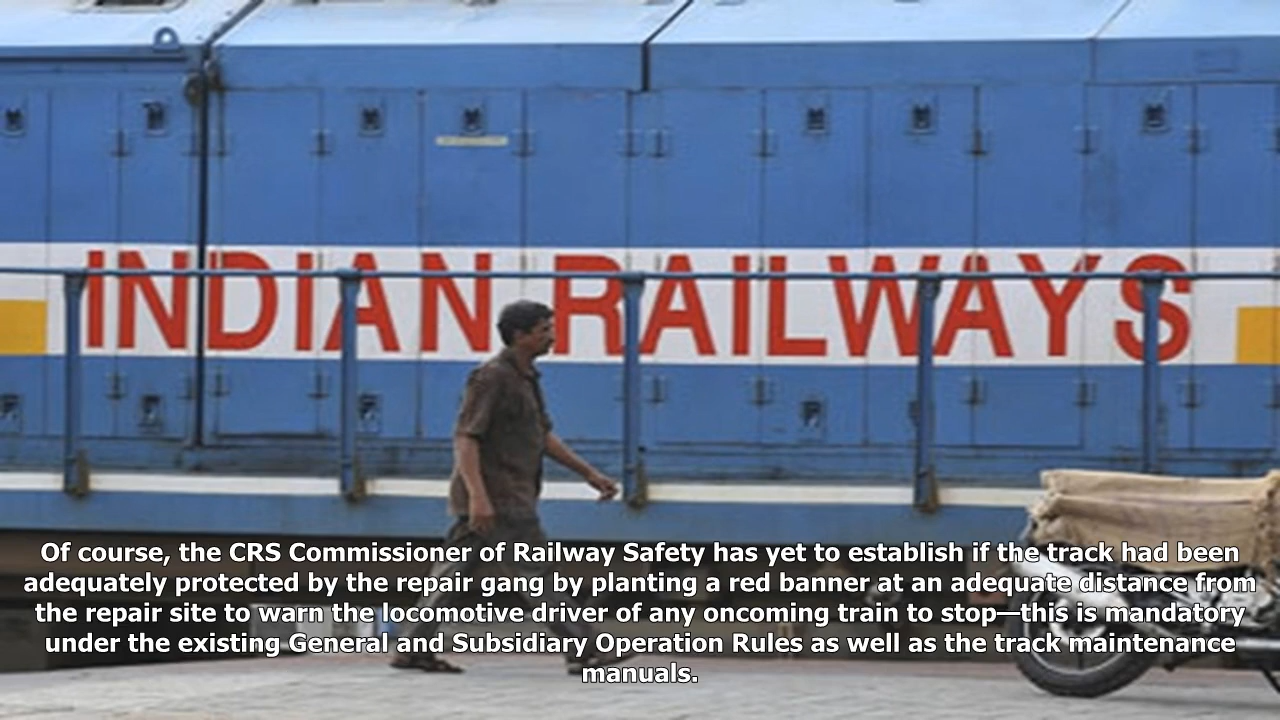 INDIAN RAILWAYS
Of course, the CRS Commissioner of Railway Safety has yet to establish if the track had been
adequately protected by the repair gang by planting a red banner at an adequate distance from
the repair site to warn the locomotive driver of any oncoming train to stop—this is mandatory
under the existing General and Subsidiary Operation Rules as well as the track maintenance
manuals.